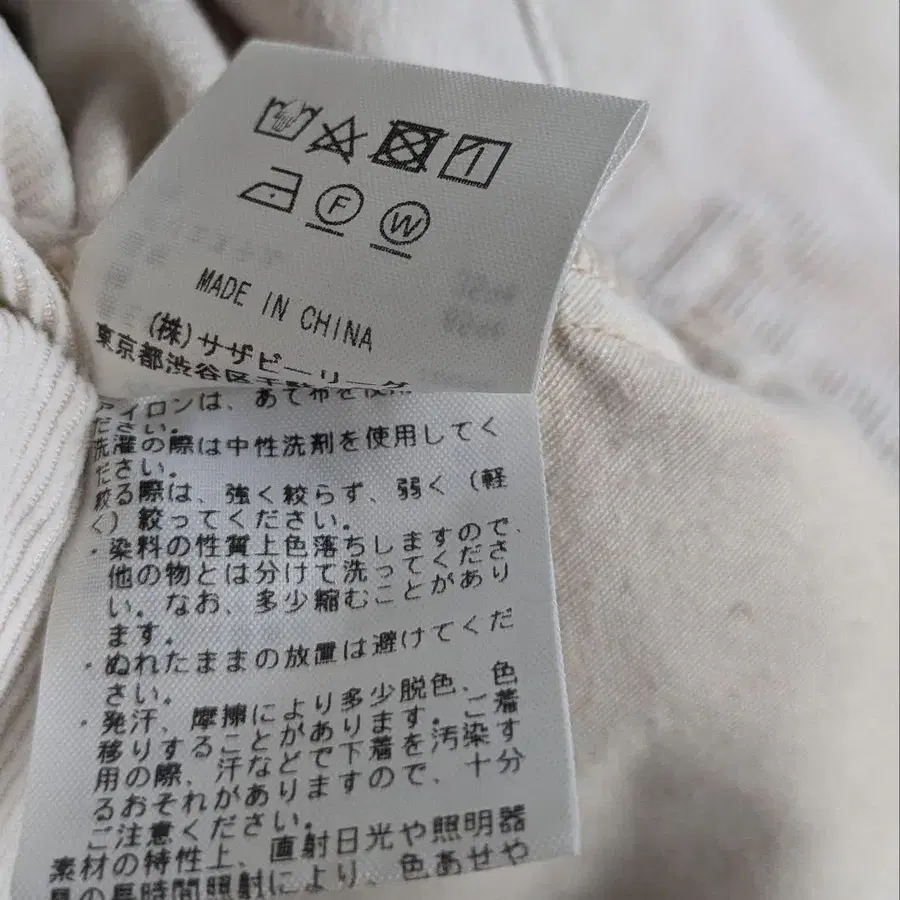 F
W
MADE IN CHINA
(株)サザビーリーグ
東京都渋谷区千
アイロンは、あて布を使用
ださい。
洗濯の際は中性洗剤を使用してく
ださい。
絞る際は、強く絞らず、弱く(軽
く)絞ってください。
・染料の性質上色落ちしますので、
他の物とは分けて洗ってくださ
い。なお、多少縮むことがあり
ます。
・ぬれたままの放置は避けてくだ
さい。
・発汗、摩擦により多少脱色、色
移りすることがあります。ご着
用の際、汗などで下着を汚染す
るおそれがありますので、十分
ご注意ください。
素材の特性上、直射日光や照明器
具の長時間照射により、色あせや